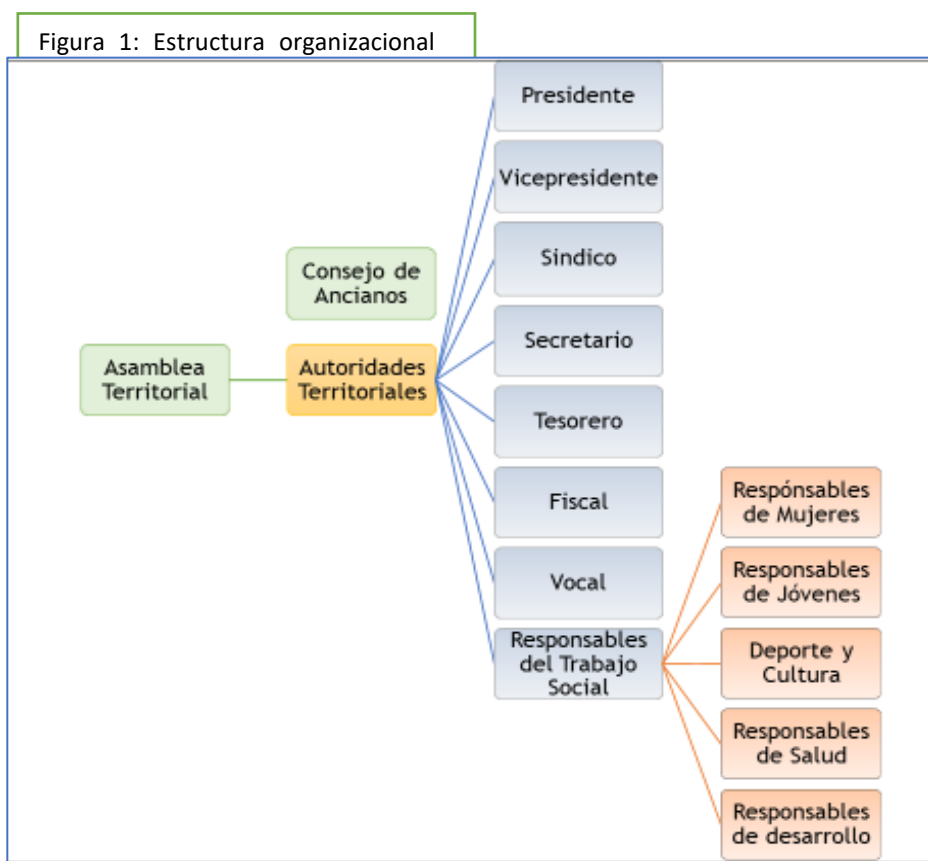 Figura 1: Estructura organizacional
Presidente
Vicepresidente
Sindico
Consejo de
Ancianos
Secretario
Asamblea
Territorial
Autoridades
Territoriales
Tesorero
Fiscal
Vocal
Responsables
del Trabajo
Social
Respónsables
de Mujeres
Responsables
de Jóvenes
Deporte y
Cultura
Responsables
de Salud
Responsables
de desarrollo